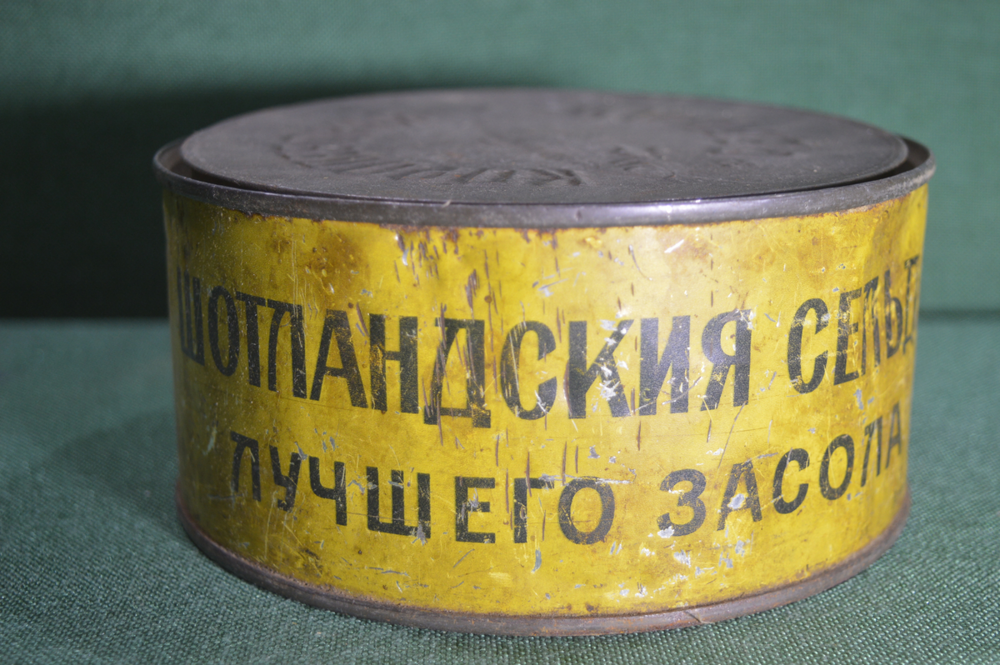 ШОТЛАНДСКИЯ СЕЛЬД
ЛУЧШЕГО ЗАСОЛА